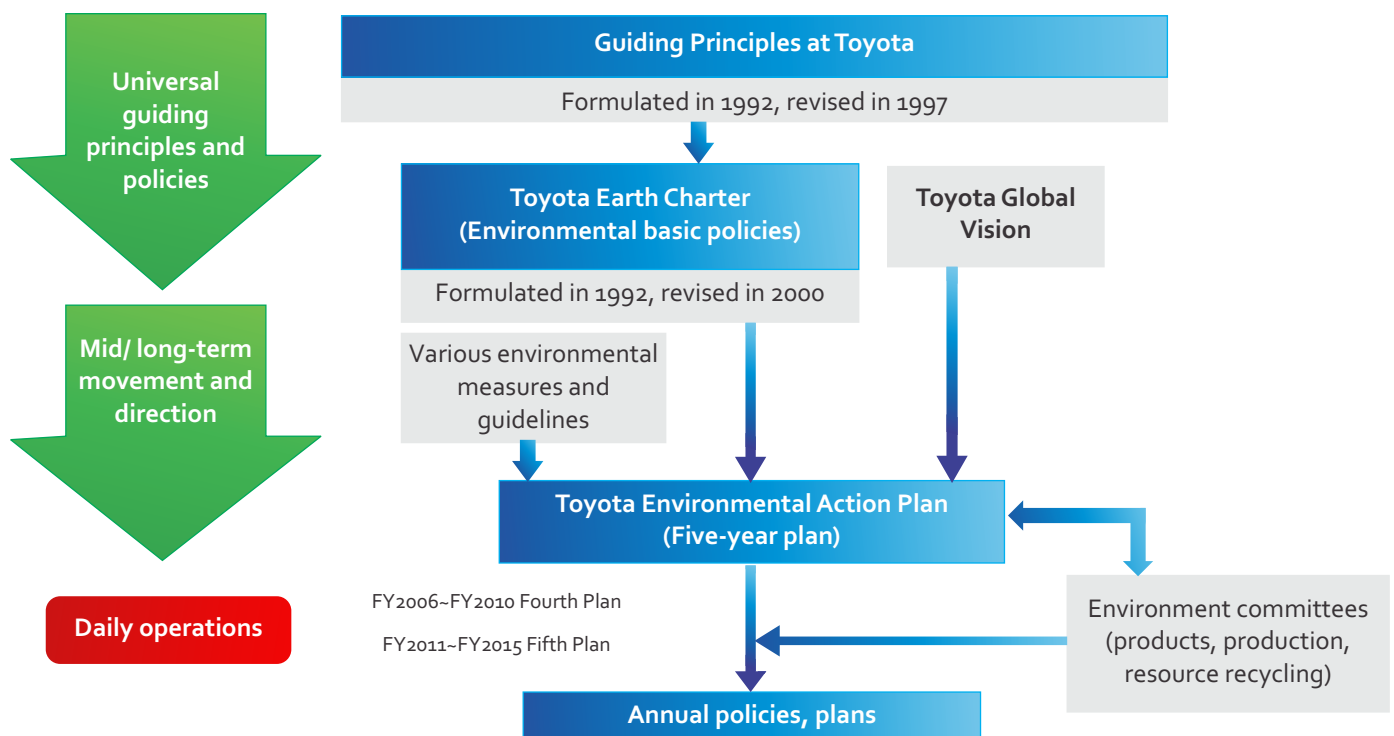 Universal
guiding
principles and
policies
Guiding Principles at Toyota
Formulated in 1992, revised in 1997
Toyota Earth Charter
(Environmental basic policies)
Formulated in 1992, revised in 2000
Toyota Global
Vision
Mid/ long-term
movement and
direction
Various environmental
measures and
guidelines
Toyota Environmental Action Plan
(Five-year plan)
Daily operations
FY2006~FY2010 Fourth Plan
FY2011~FY2015 Fifth Plan
Environment committees
(products, production,
resource recycling)
Annual policies, plans